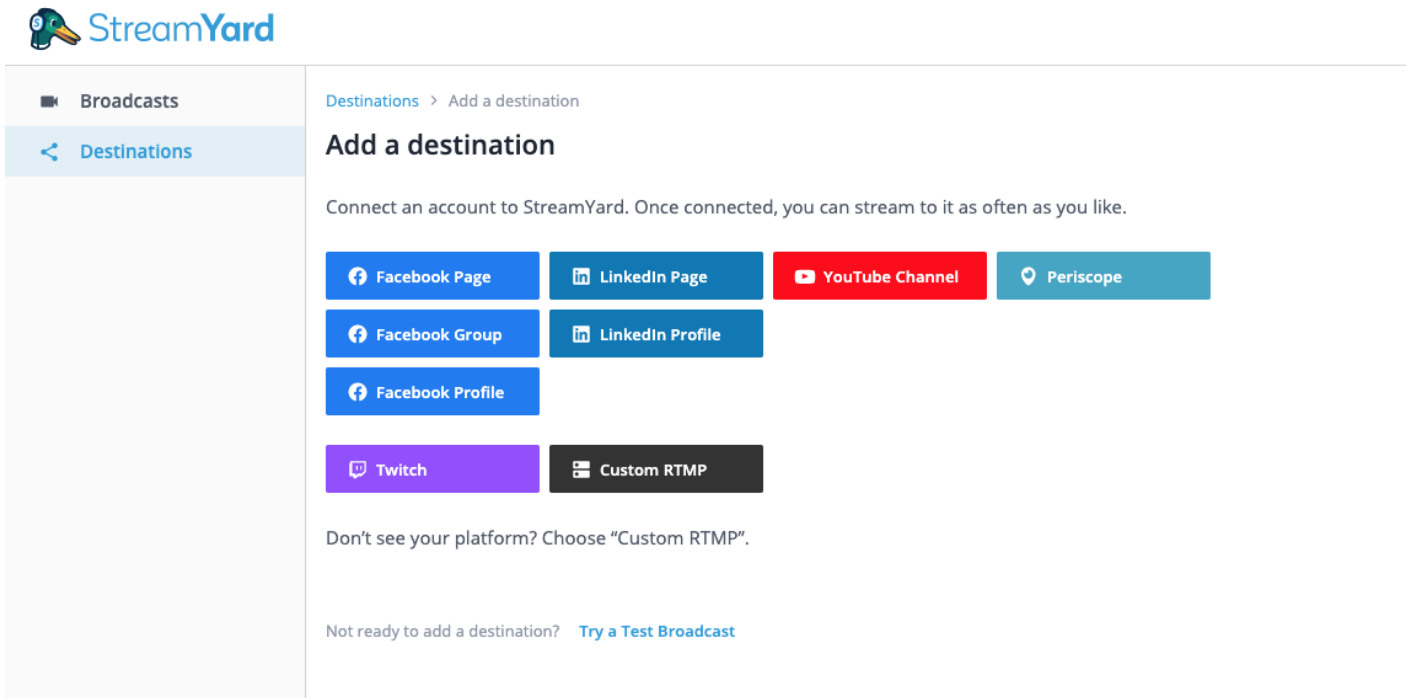 StreamYard
Broadcasts
Destinations
Destinations > Add a destination
Add a destination
Connect an account to StreamYard. Once connected, you can stream to it as often as you like.
Facebook Page
LinkedIn Page
YouTube Channel
Periscope
Facebook Group
LinkedIn Profile
Facebook Profile
Twitch
Custom RTMP
Don’t see your platform? Choose “Custom RTMP”.
Not ready to add a destination? Try a Test Broadcast